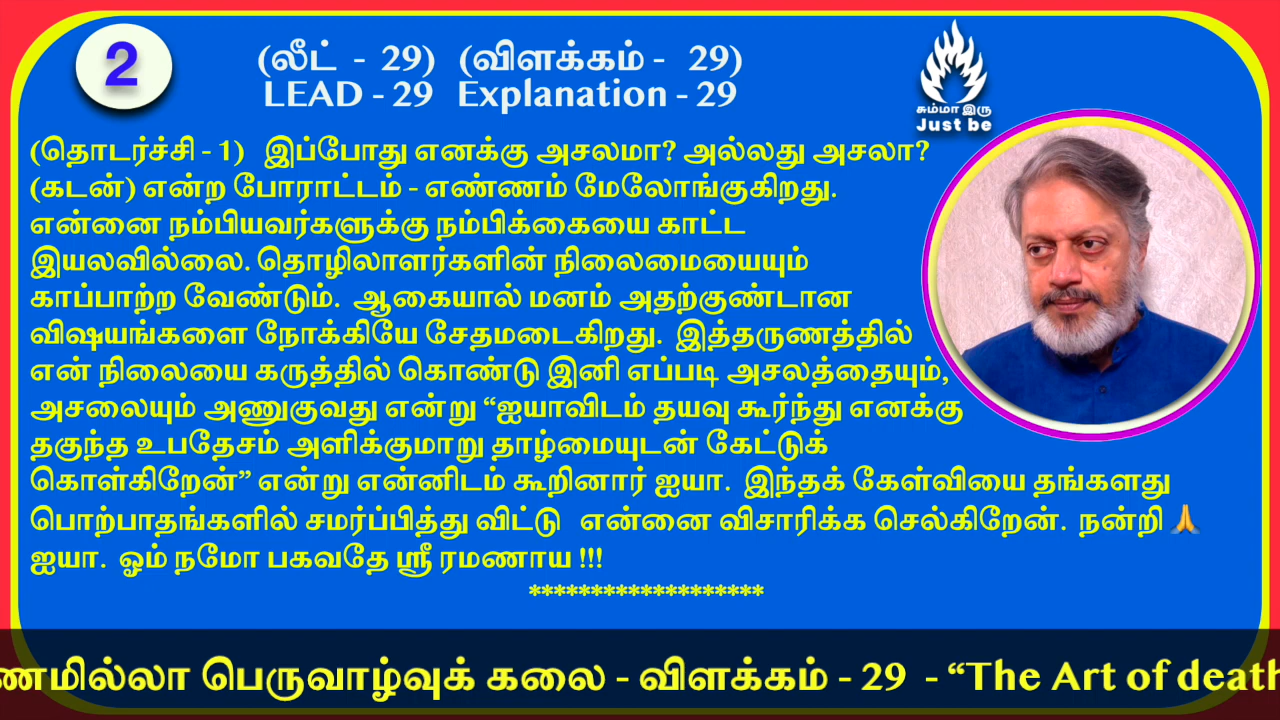 2
(லீட் - 29) (விளக்கம் - 29)
LEAD - 29 Explanation - 29
சும்மா இரு
Just be
(தொடர்ச்சி - 1) இப்போது எனக்கு அசலமா? அல்லது அசலா?
(கடன்) என்ற போராட்டம் - எண்ணம் மேலோங்குகிறது.
என்னை நம்பியவர்களுக்கு நம்பிக்கையை காட்ட
இயலவில்லை. தொழிலாளர்களின் நிலைமையையும்
காப்பாற்ற வேண்டும். ஆகையால் மனம் அதற்குண்டான
விஷயங்களை நோக்கியே சேதமடைகிறது. இத்தருணத்தில்
என் நிலையை கருத்தில் கொண்டு இனி எப்படி அசலத்தையும்,
அசலையும் அணுகுவது என்று “ஐயாவிடம் தயவு கூர்ந்து எனக்கு
தகுந்த உபதேசம் அளிக்குமாறு தாழ்மையுடன் கேட்டுக்
கொள்கிறேன்” என்று என்னிடம் கூறினார் ஐயா. இந்தக் கேள்வியை தங்களது
பொற்பாதங்களில் சமர்ப்பித்து விட்டு என்னை விசாரிக்க செல்கிறேன். நன்றி 🙏
ஐயா. ஓம் நமோ பகவதே ஸ்ரீ ரமணாய !!!
*******************
ணமில்லா பெருவாழ்வுக் கலை - விளக்கம் - 29 - “The Art of death